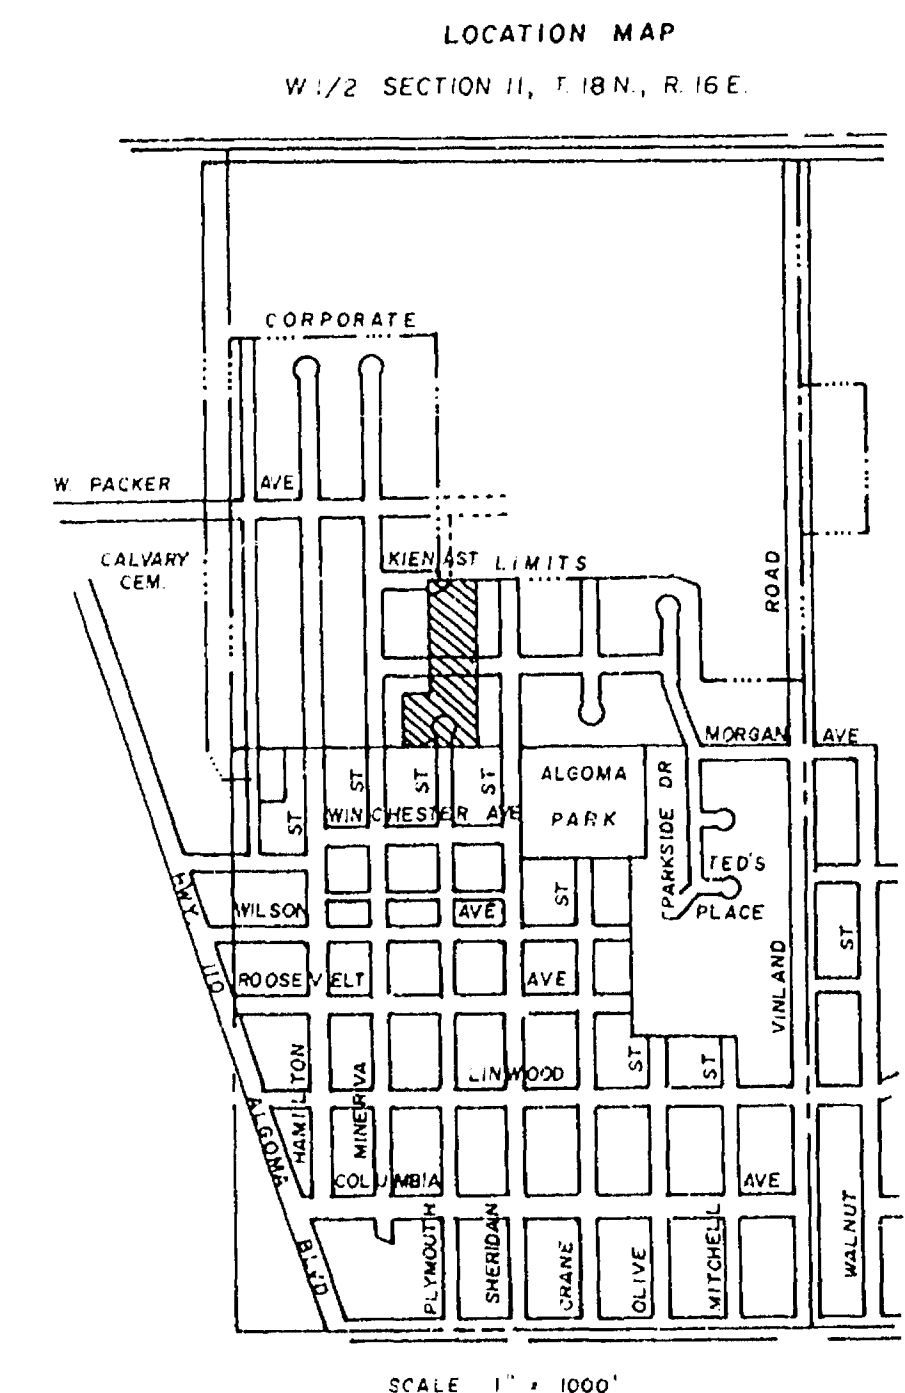 LOCATION MAP
W 1/2 SECTION 11, T. 18 N., R. 16 E.
CORPORATE
W. PACKER AVE
CALVARY
CEM.
KIENAST LIMITS
ROAD
MORGAN AVE
ALGOMA
PARK
ST
ST
ST
ST
WINCHESTER AVE
PARKSIDE DR
TED'S
PLACE
HWY. 110
WILSON AVE
ST
ST
ROOSEVELT AVE
VINLAND
LINWOOD
ST
ST
HAMILTON
MINERVA
ALGOMA
BLVD
COLUMBIA AVE
PLYMOUTH
SHERIDAN
CRANE
OLIVE
MITCHELL
WALNUT
SCALE 1" = 1000'